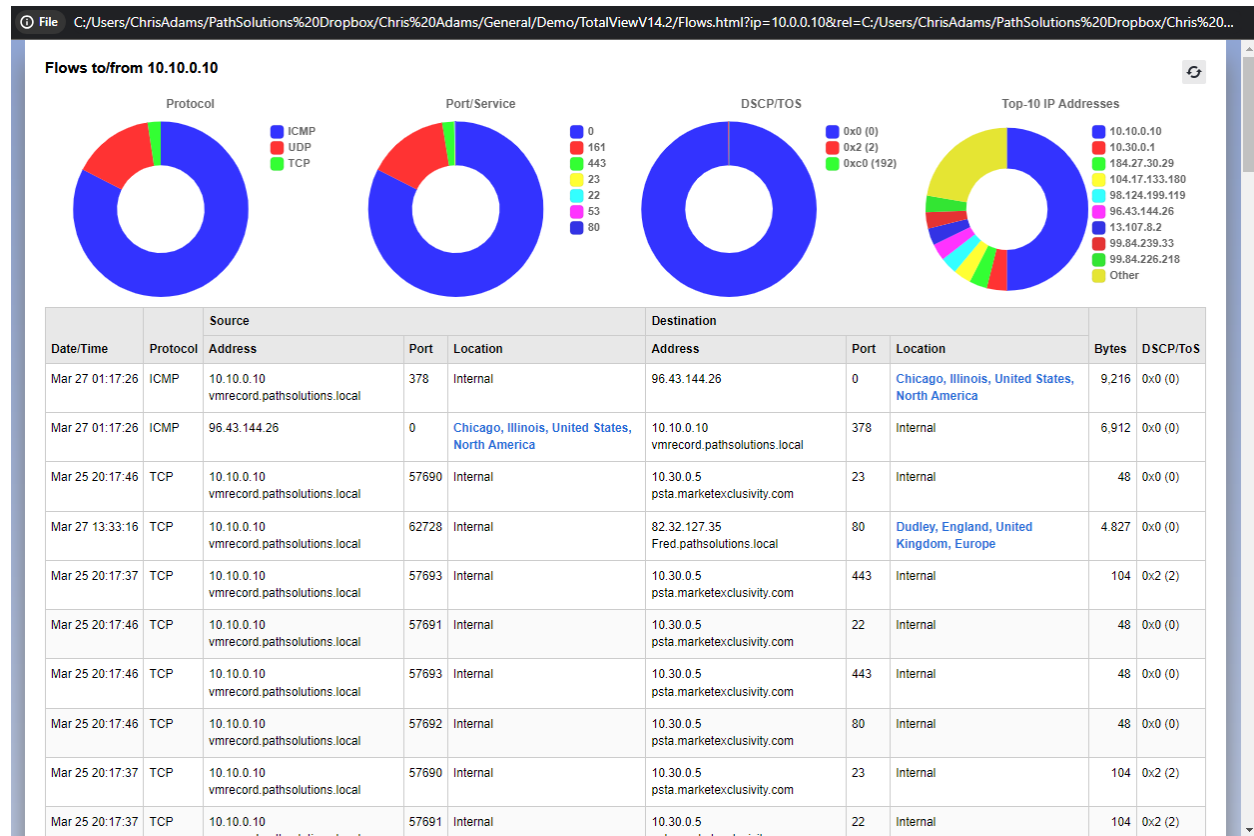 File C:/Users/ChrisAdams/PathSolutions%20Dropbox/Chris%20Adams/General/Demo/TotalViewV14.2/Flows.html?ip=10.0.0.10&rel=C:/Users/ChrisAdams/PathSolutions%20Dropbox/Chris%20...
Flows to/from 10.10.0.10
Protocol
ICMP
UDP
TCP
Port/Service
0
161
443
23
22
53
80
DSCP/TOS
0x0 (0)
0x2 (2)
0xc0 (192)
Top-10 IP Addresses
10.10.0.10
10.30.0.1
184.27.30.29
104.17.133.180
98.124.199.119
96.43.144.26
13.107.8.2
99.84.239.33
99.84.226.218
Other
Source Destination
Date/Time Protocol Address Port Location Address Port Location Bytes DSCP/ToS
Mar 27 01:17:26 ICMP 10.10.0.10 378 Internal 96.43.144.26 0 Chicago, Illinois, United States, 9,216 0x0 (0)
vmrecord.pathsolutions.local North America
Mar 27 01:17:26 ICMP 96.43.144.26 0 Chicago, Illinois, United States, 10.10.0.10 378 Internal 6,912 0x0 (0)
North America vmrecord.pathsolutions.local
Mar 25 20:17:46 TCP 10.10.0.10 57690 Internal 10.30.0.5 23 Internal 48 0x0 (0)
vmrecord.pathsolutions.local psta.marketexclusivity.com
Mar 27 13:33:16 TCP 10.10.0.10 62728 Internal 82.32.127.35 80 Dudley, England, United 4.827 0x0 (0)
vmrecord.pathsolutions.local Fred.pathsolutions.local Kingdom, Europe
Mar 25 20:17:37 TCP 10.10.0.10 57693 Internal 10.30.0.5 443 Internal 104 0x2 (2)
vmrecord.pathsolutions.local psta.marketexclusivity.com
Mar 25 20:17:46 TCP 10.10.0.10 57691 Internal 10.30.0.5 22 Internal 48 0x0 (0)
vmrecord.pathsolutions.local psta.marketexclusivity.com
Mar 25 20:17:46 TCP 10.10.0.10 57693 Internal 10.30.0.5 443 Internal 48 0x0 (0)
vmrecord.pathsolutions.local psta.marketexclusivity.com
Mar 25 20:17:46 TCP 10.10.0.10 57692 Internal 10.30.0.5 80 Internal 48 0x0 (0)
vmrecord.pathsolutions.local psta.marketexclusivity.com
Mar 25 20:17:37 TCP 10.10.0.10 57690 Internal 10.30.0.5 23 Internal 104 0x2 (2)
vmrecord.pathsolutions.local psta.marketexclusivity.com
Mar 25 20:17:37 TCP 10.10.0.10 57691 Internal 10.30.0.5 22 Internal 104 0x2 (2)